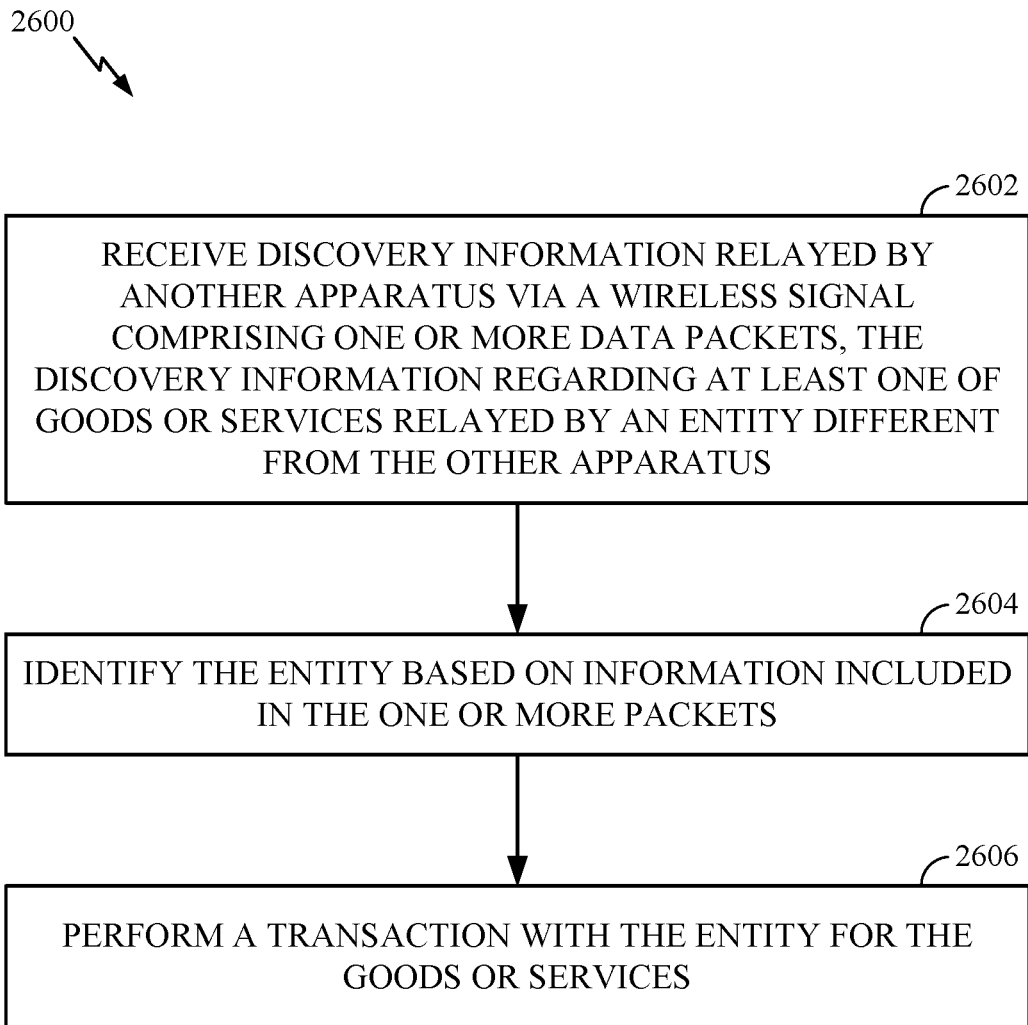 2600
2602
RECEIVE DISCOVERY INFORMATION RELAYED BY
ANOTHER APPARATUS VIA A WIRELESS SIGNAL
COMPRISING ONE OR MORE DATA PACKETS, THE
DISCOVERY INFORMATION REGARDING AT LEAST ONE OF
GOODS OR SERVICES RELAYED BY AN ENTITY DIFFERENT
FROM THE OTHER APPARATUS
2604
IDENTIFY THE ENTITY BASED ON INFORMATION INCLUDED
IN THE ONE OR MORE PACKETS
2606
PERFORM A TRANSACTION WITH THE ENTITY FOR THE
GOODS OR SERVICES